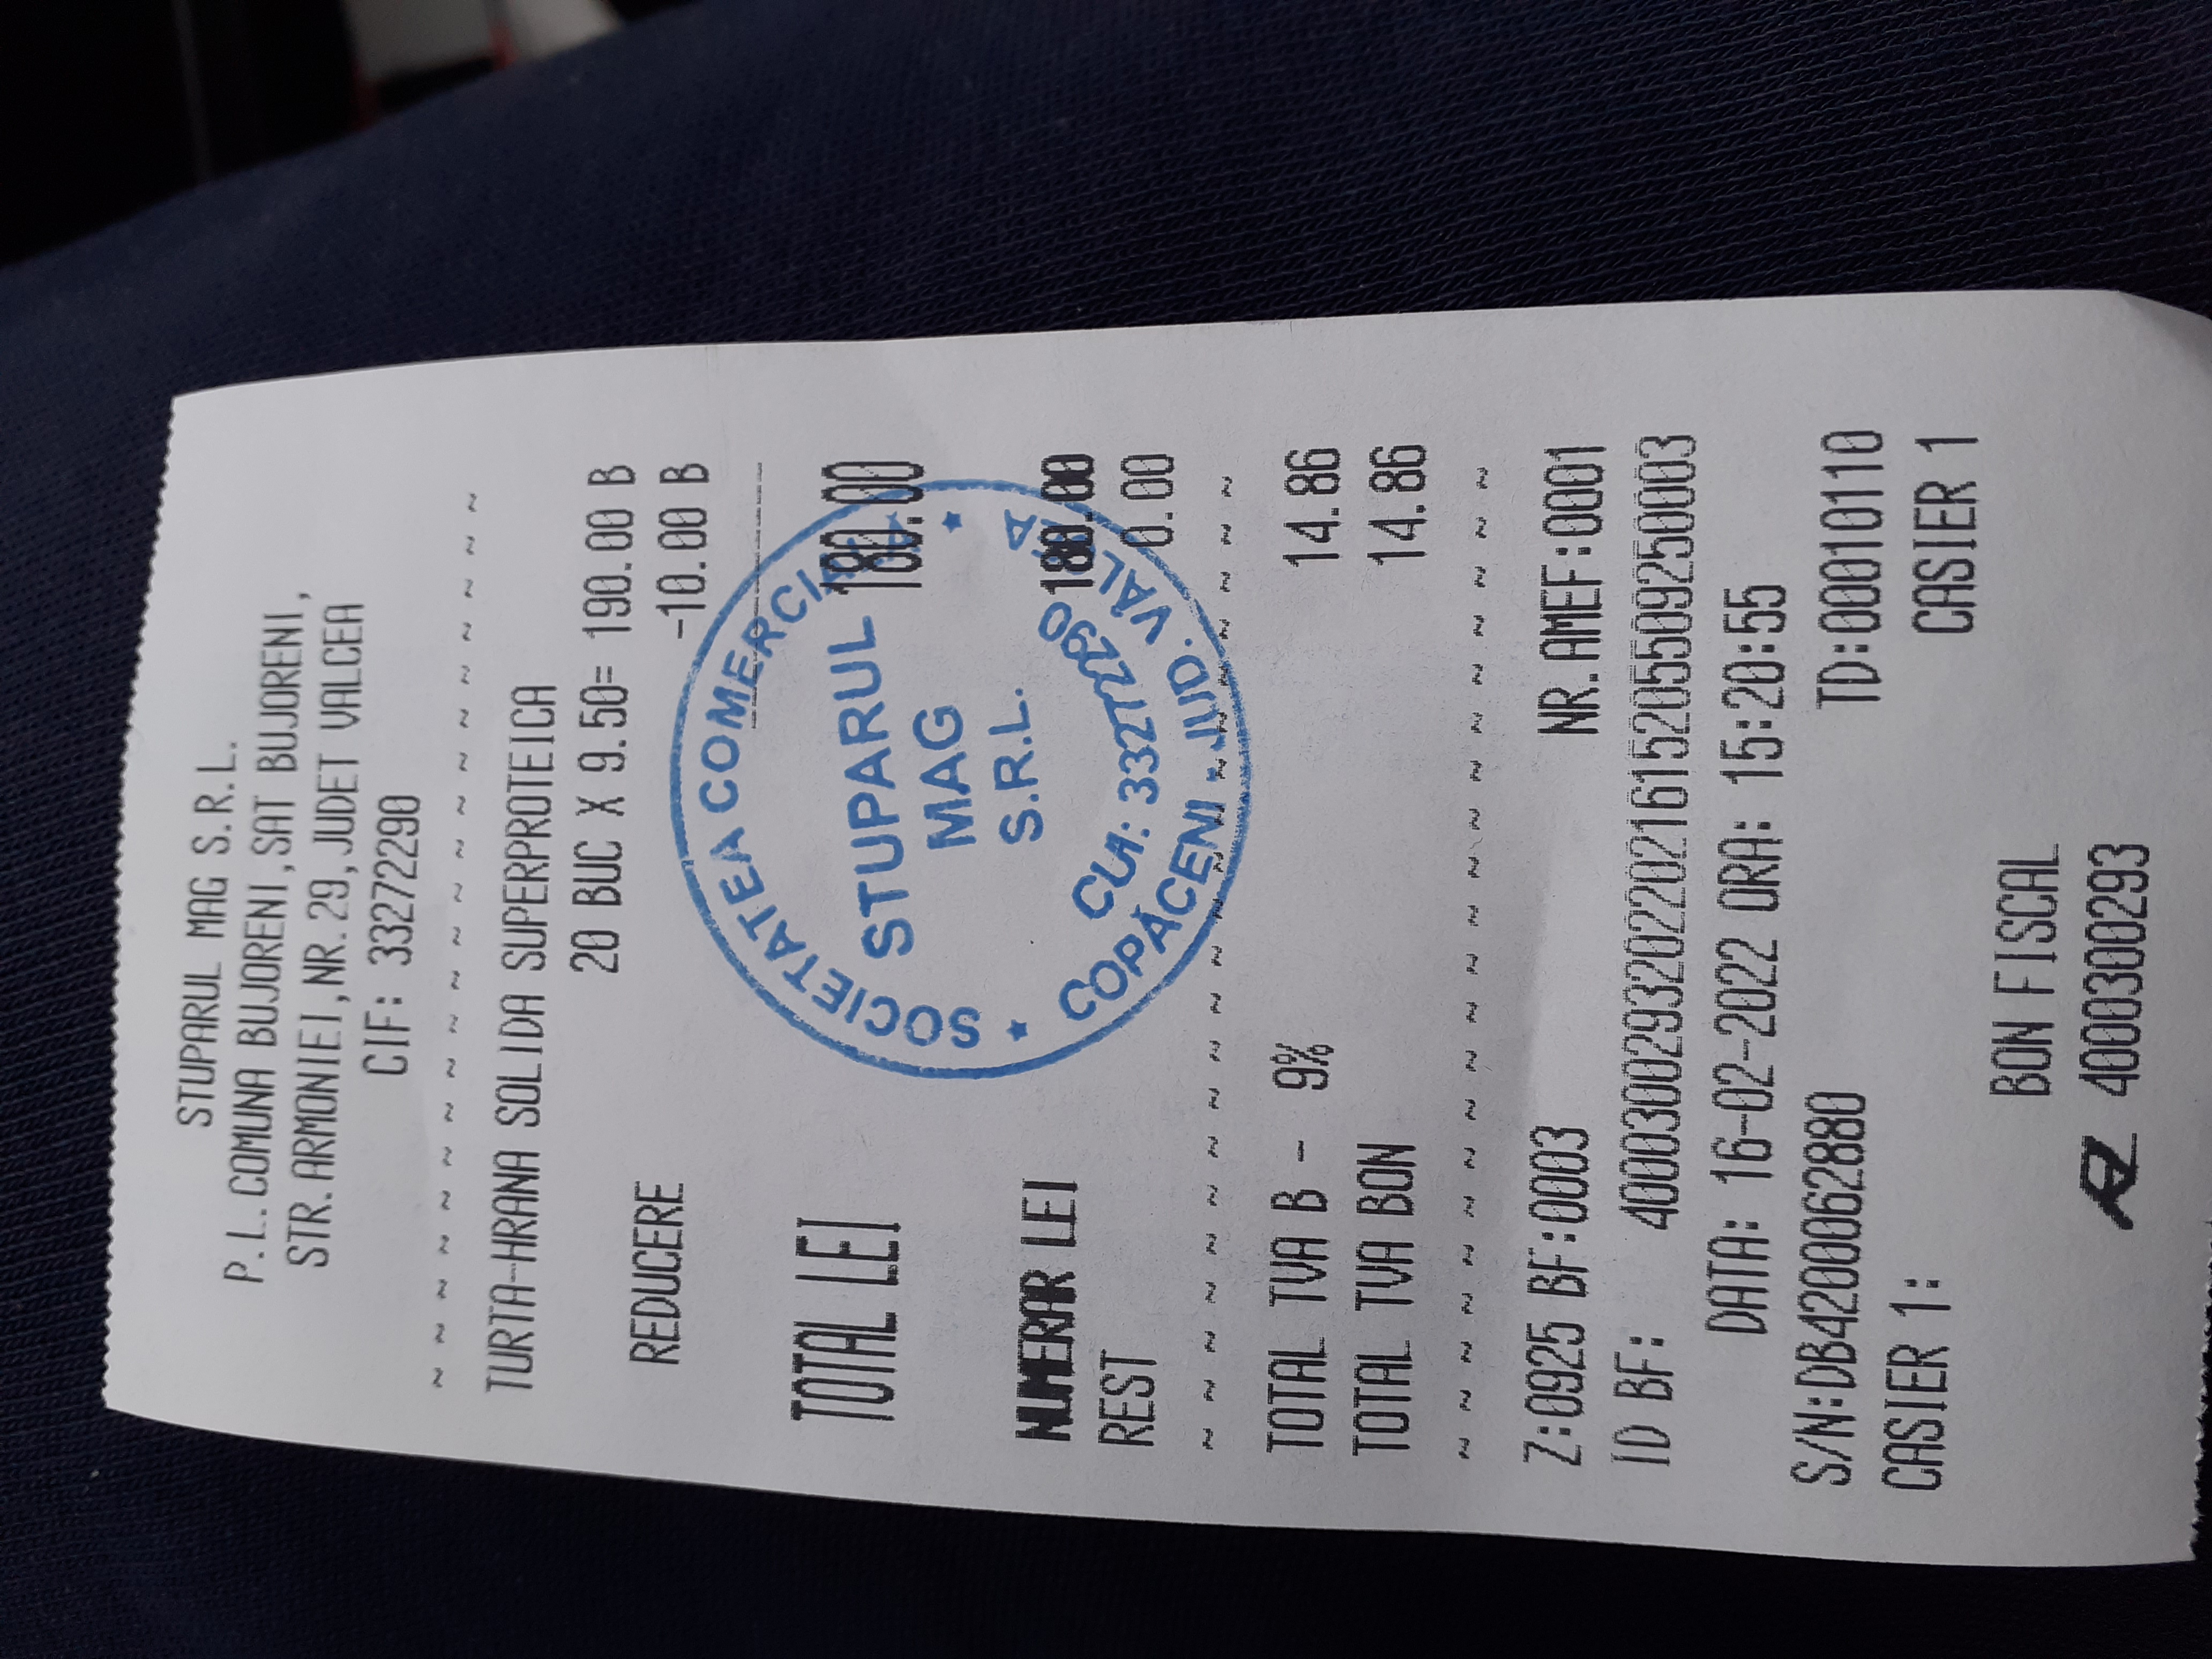 STUPARUL MAG S.R.L.
P.L.COMUNA BUJORENI,SAT BUJORENI,
STR.ARMONIEI,NR.29,JUDET VALCEA
CIF: 33272290
~ ~ ~ ~ ~ ~ ~ ~ ~ ~ ~ ~ ~ ~ ~ ~ ~ ~ ~ ~ ~
TURTA-HRANA SOLIDA SUPERPROTEICA
20 BUC X 9.50= 190.00 B
REDUCERE -10.00 B
TOTAL LEI 180.00
NUMERAR LEI 180.00
REST 0.00
~ ~ ~ ~ ~ ~ ~ ~ ~ ~ ~ ~ ~ ~ ~ ~ ~ ~ ~ ~ ~
TOTAL TVA B - 9% 14.86
TOTAL TVA BON 14.86
~ ~ ~ ~ ~ ~ ~ ~ ~ ~ ~ ~ ~ ~ ~ ~ ~ ~ ~ ~ ~
Z:0925 BF:0003 NR.AMEF:0001
ID BF: 400030002932022021615205509250003
DATA: 16-02-2022 ORA: 15:20:55
S/N:DB4200062880 TD:00010110
CASIER 1: CASIER 1
BON FISCAL
4000300293
SOCIETATEA COMERCIALĂ
STUPARUL
MAG
S.R.L.
CUI: 33272290
COPĂCENI - JUD. VÂLCEA